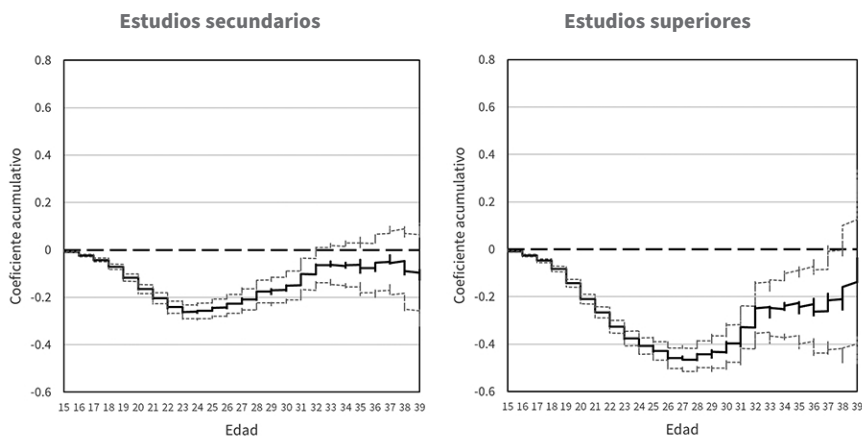 Estudios secundarios
Coeficiente acumulativo
0.8
0.6
0.4
0.2
0
-0.2
-0.4
-0.6
15 16 17 18 19 20 21 22 23 24 25 26 27 28 29 30 31 32 33 34 35 36 37 38 39
Edad
Estudios superiores
Coeficiente acumulativo
0.8
0.6
0.4
0.2
0
-0.2
-0.4
-0.6
15 16 17 18 19 20 21 22 23 24 25 26 27 28 29 30 31 32 33 34 35 36 37 38 39
Edad